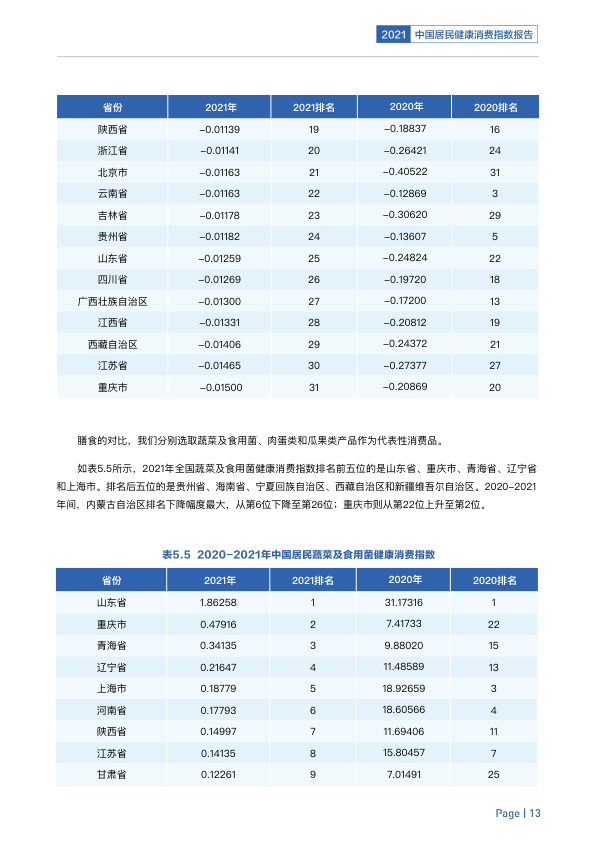 2021 中国居民健康消费指数报告
省份 2021年 2021排名 2020年 2020排名
陕西省 -0.01139 19 -0.18837 16
浙江省 -0.01141 20 -0.26421 24
北京市 -0.01163 21 -0.40522 31
云南省 -0.01163 22 -0.12869 3
吉林省 -0.01178 23 -0.30620 29
贵州省 -0.01182 24 -0.13607 5
山东省 -0.01259 25 -0.24824 22
四川省 -0.01269 26 -0.19720 18
广西壮族自治区 -0.01300 27 -0.17200 13
江西省 -0.01331 28 -0.20812 19
西藏自治区 -0.01406 29 -0.24372 21
江苏省 -0.01465 30 -0.27377 27
重庆市 -0.01500 31 -0.20869 20
膳食的对比，我们分别选取蔬菜及食用菌、肉蛋类和瓜果类产品作为代表性消费品。
如表5.5所示，2021年全国蔬菜及食用菌健康消费指数排名前五位的是山东省、重庆市、青海省、辽宁省
和上海市。排名后五位的是贵州省、海南省、宁夏回族自治区、西藏自治区和新疆维吾尔自治区。2020-2021
年间，内蒙古自治区排名下降幅度最大，从第6位下降至第26位；重庆市则从第22位上升至第2位。
表5.5 2020-2021年中国居民蔬菜及食用菌健康消费指数
省份 2021年 2021排名 2020年 2020排名
山东省 1.86258 1 31.17316 1
重庆市 0.47916 2 7.41733 22
青海省 0.34135 3 9.88020 15
辽宁省 0.21647 4 11.48589 13
上海市 0.18779 5 18.92659 3
河南省 0.17793 6 18.60566 4
陕西省 0.14997 7 11.69406 11
江苏省 0.14135 8 15.80457 7
甘肃省 0.12261 9 7.01491 25
Page | 13